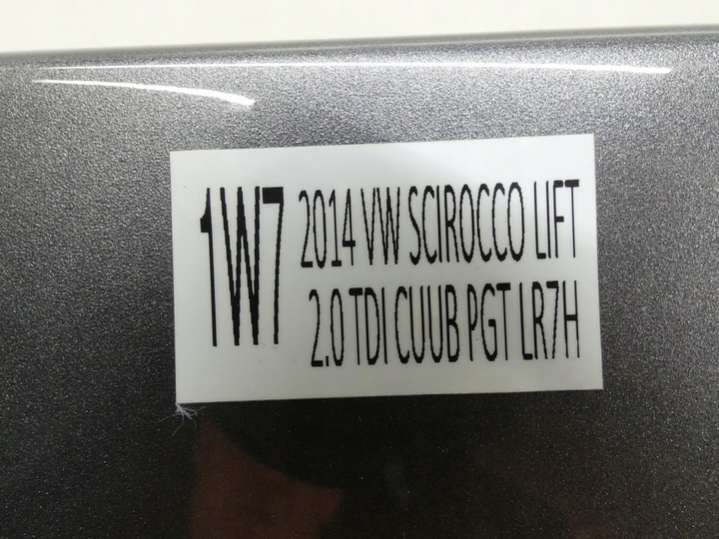 1W7
2014 VW SCIROCCO LIFT
2.0 TDI CUUB PGT LR7H